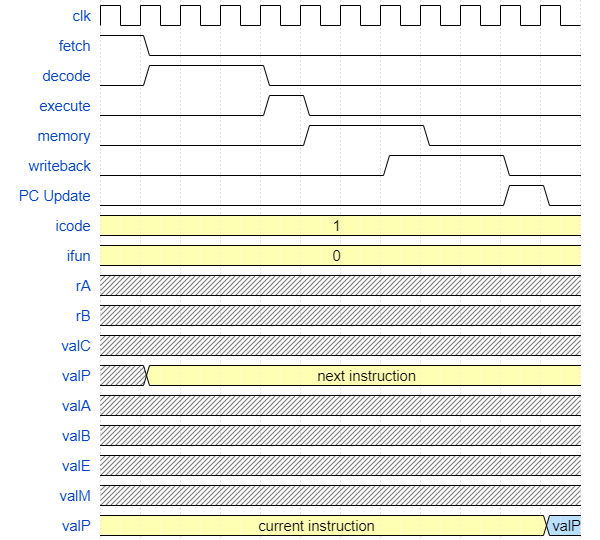 clk
fetch
decode
execute
memory
writeback
PC Update
icode 1
ifun 0
rA
rB
valC
valP next instruction
valA
valB
valE
valM
valP current instruction valP